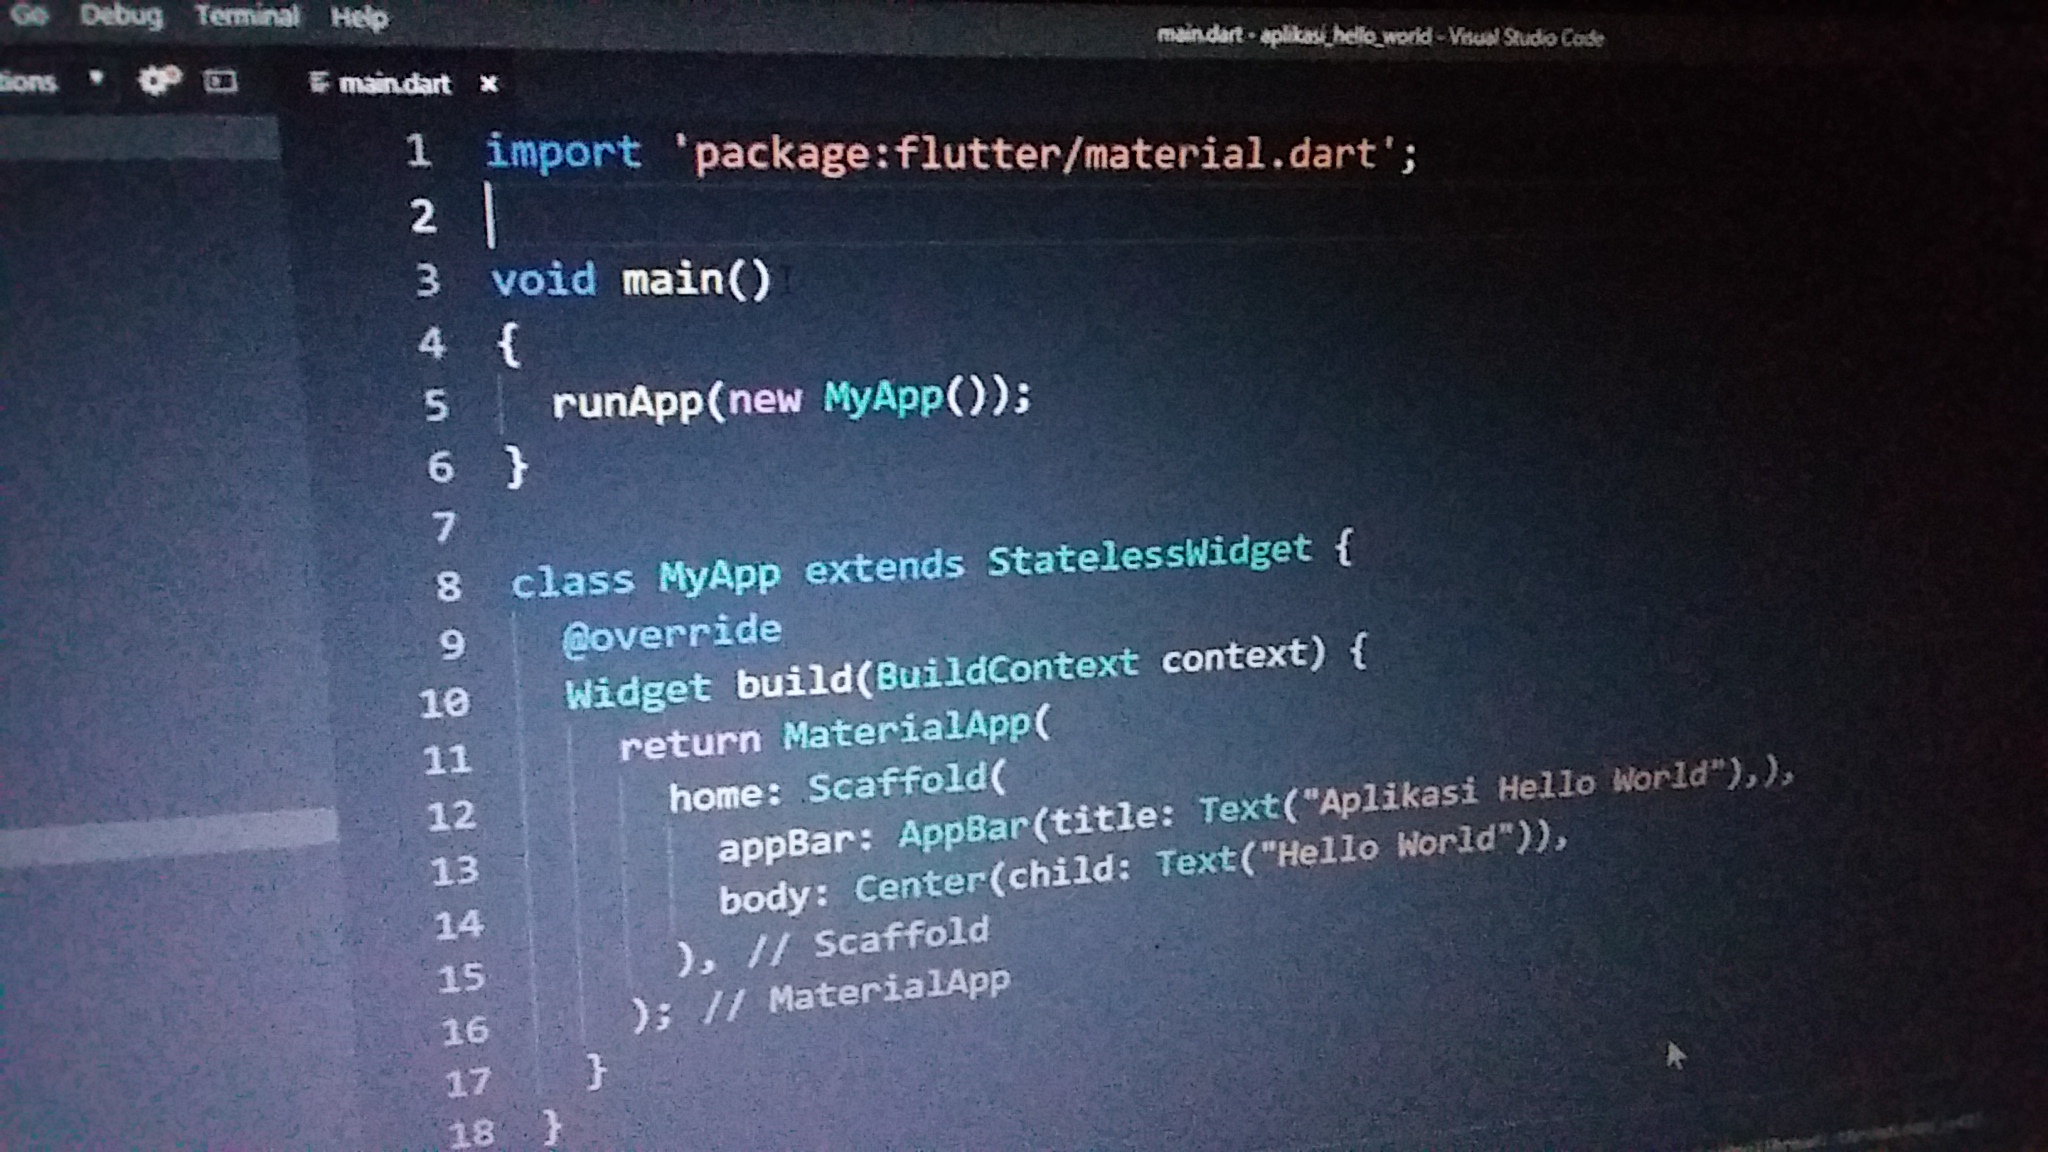 Go Debug Terminal Help
main.dart - aplikasi_hello_world - Visual Studio Code
main.dart ×
1 import 'package:flutter/material.dart';
2
3 void main()
4 {
5   runApp(new MyApp());
6 }
7
8 class MyApp extends StatelessWidget {
9   @override
10   Widget build(BuildContext context) {
11     return MaterialApp(
12       home: Scaffold(
13         appBar: AppBar(title: Text("Aplikasi Hello World"),),
14         body: Center(child: Text("Hello World")),
15       ), // Scaffold
16     ); // MaterialApp
17   }
18 }